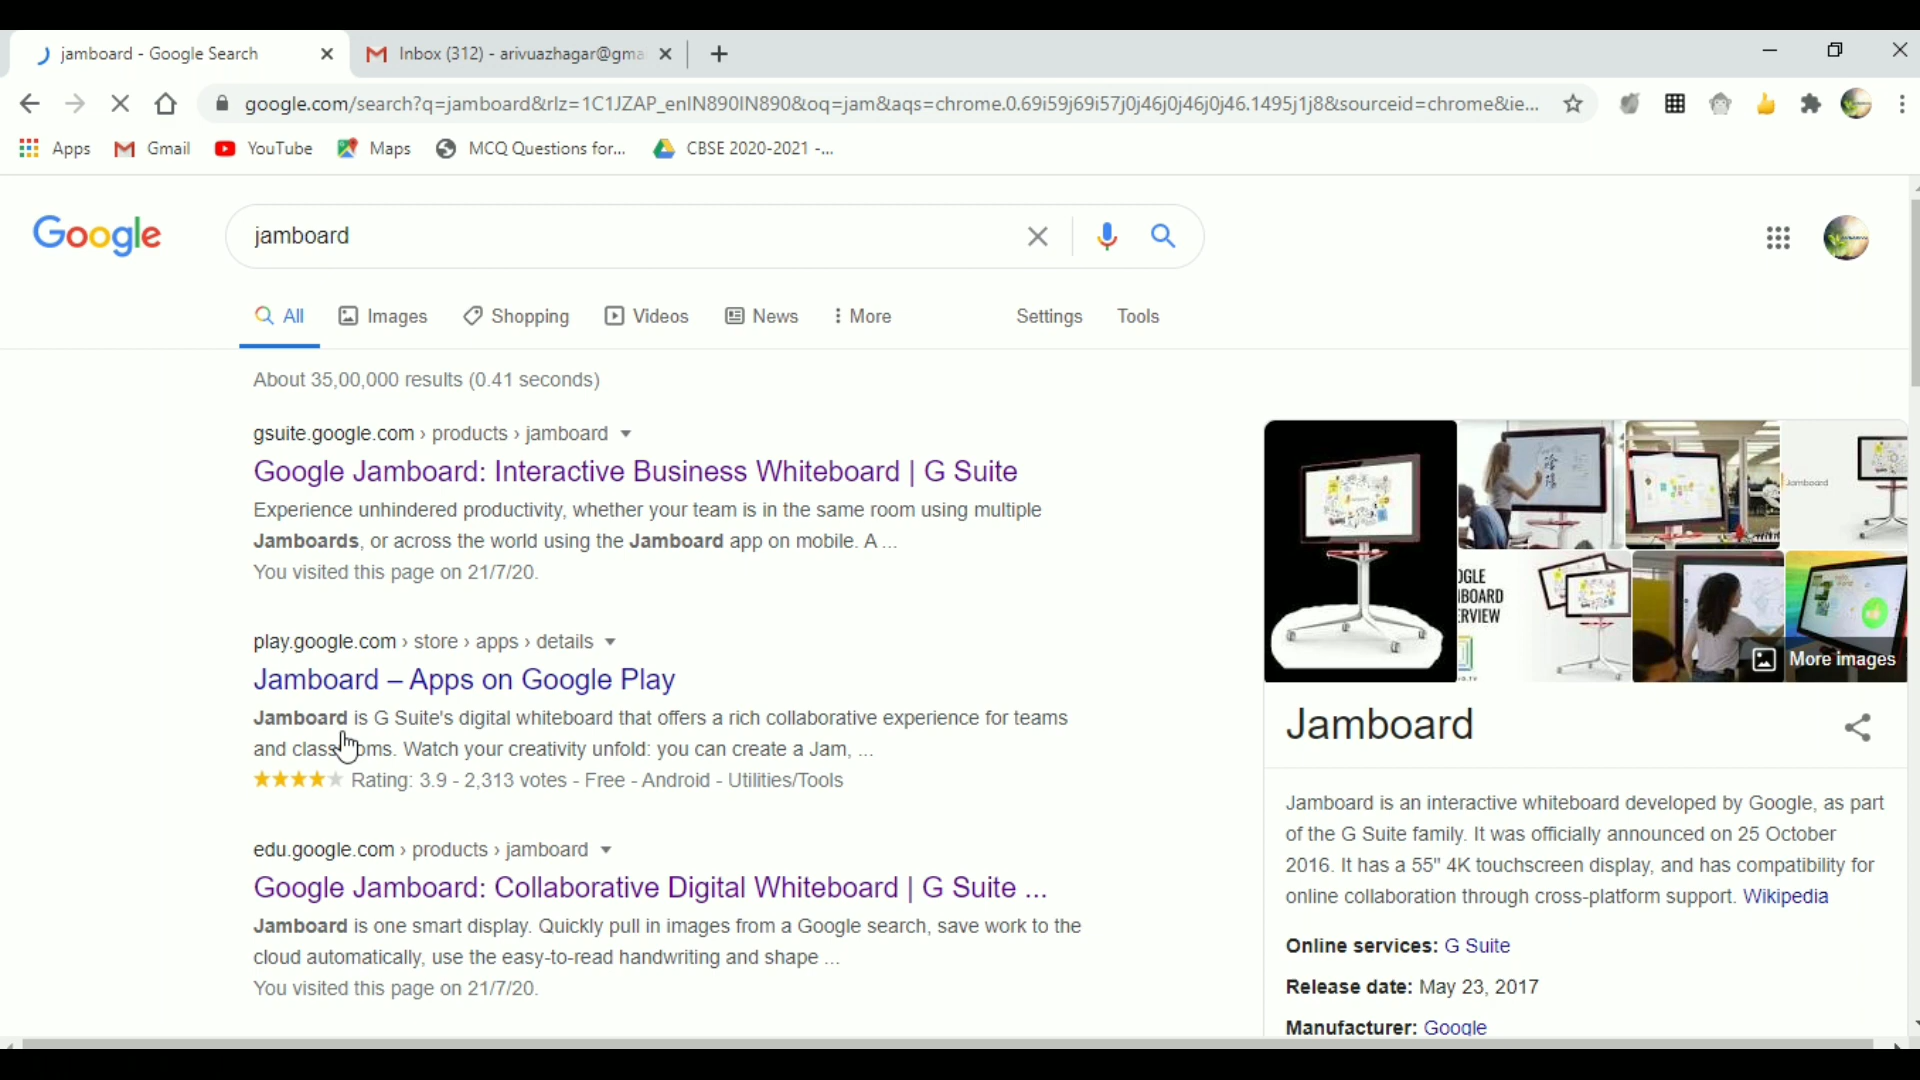 jamboard - Google Search
Inbox (312) - arivuazhagar@gma
google.com/search?q=jamboard&rlz=1C1JZAP_enIN890IN890&oq=jam&aqs=chrome.0.69i59j69i57j0j46j0j46j0j46.1495j1j8&sourceid=chrome&ie...
Apps Gmail YouTube Maps MCQ Questions for... CBSE 2020-2021 -...
Google
jamboard
All Images Shopping Videos News More Settings Tools
About 35,00,000 results (0.41 seconds)
gsuite.google.com › products › jamboard
Google Jamboard: Interactive Business Whiteboard | G Suite
Experience unhindered productivity, whether your team is in the same room using multiple
Jamboards, or across the world using the Jamboard app on mobile. A ...
You visited this page on 21/7/20.
play.google.com › store › apps › details
Jamboard – Apps on Google Play
Jamboard is G Suite's digital whiteboard that offers a rich collaborative experience for teams
and Watch your creativity unfold: you can create a Jam, ...
Rating: 3.9 - 2,313 votes - Free - Android - Utilities/Tools
edu.google.com › products › jamboard
Google Jamboard: Collaborative Digital Whiteboard | G Suite ...
Jamboard is one smart display. Quickly pull in images from a Google search, save work to the
cloud automatically, use the easy-to-read handwriting and shape ...
You visited this page on 21/7/20.
Jamboard
More images
Jamboard
Jamboard is an interactive whiteboard developed by Google, as part
of the G Suite family. It was officially announced on 25 October
2016. It has a 55" 4K touchscreen display, and has compatibility for
online collaboration through cross-platform support. Wikipedia
Online services: G Suite
Release date: May 23, 2017
Manufacturer: Google